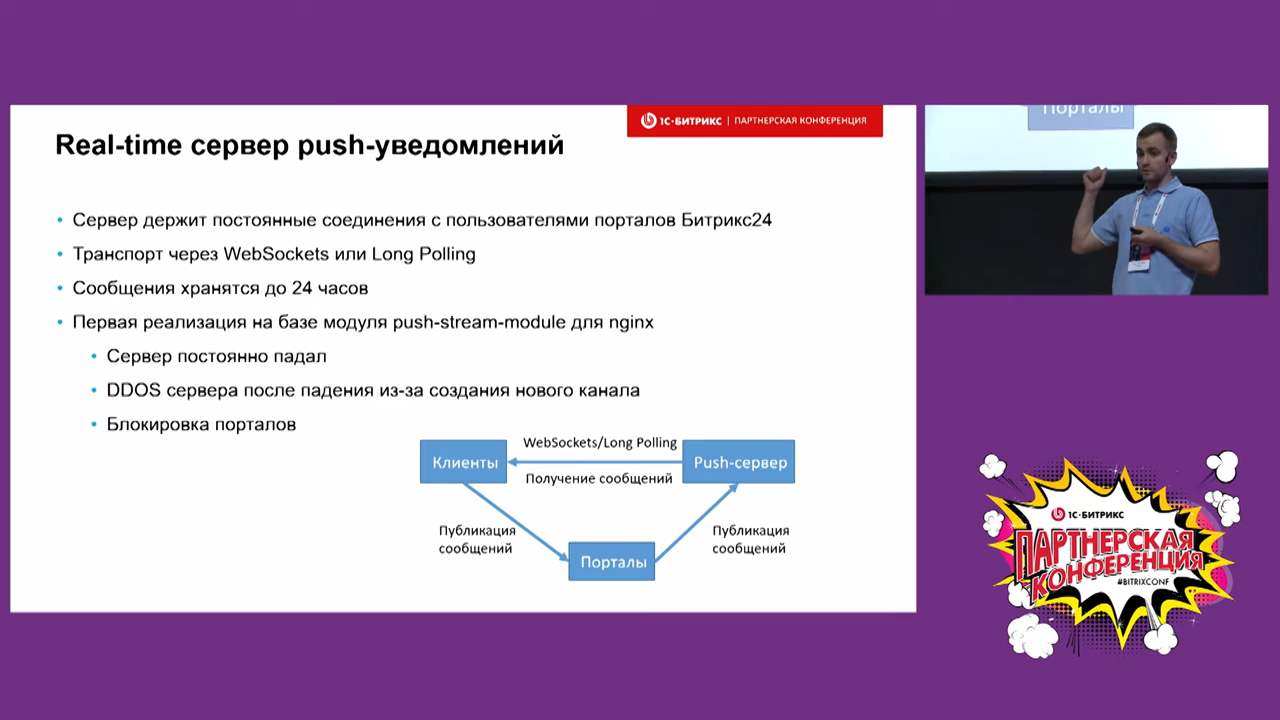 1С-БИТРИКС | ПАРТНЕРСКАЯ КОНФЕРЕНЦИЯ
Real-time сервер push-уведомлений
• Сервер держит постоянные соединения с пользователями порталов Битрикс24
• Транспорт через WebSockets или Long Polling
• Сообщения хранятся до 24 часов
• Первая реализация на базе модуля push-stream-module для nginx
• Сервер постоянно падал
• DDOS сервера после падения из-за создания нового канала
• Блокировка порталов
WebSockets/Long Polling
Клиенты
Push-сервер
Получение сообщений
Публикация
сообщений
Публикация
сообщений
Порталы
Порталы
1С-БИТРИКС
ПАРТНЕРСКАЯ
КОНФЕРЕНЦИЯ
#BITRIXCONF